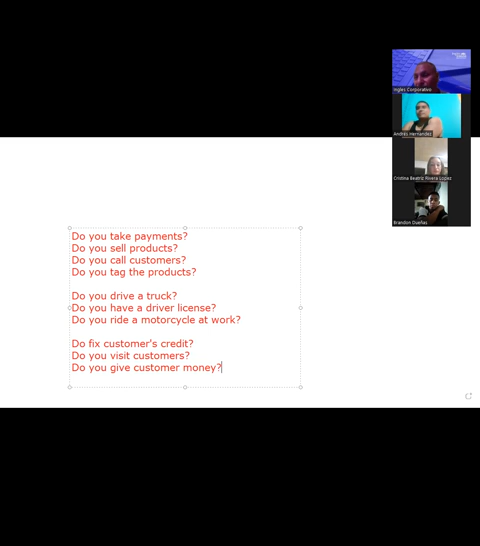 Ingles Corporativo
Andrés Hernandez
Cristina Beatriz Rivera Lopez
Brandon Dueñas
Do you take payments?
Do you sell products?
Do you call customers?
Do you tag the products?
Do you drive a truck?
Do you have a driver license?
Do you ride a motorcycle at work?
Do fix customer's credit?
Do you visit customers?
Do you give customer money?